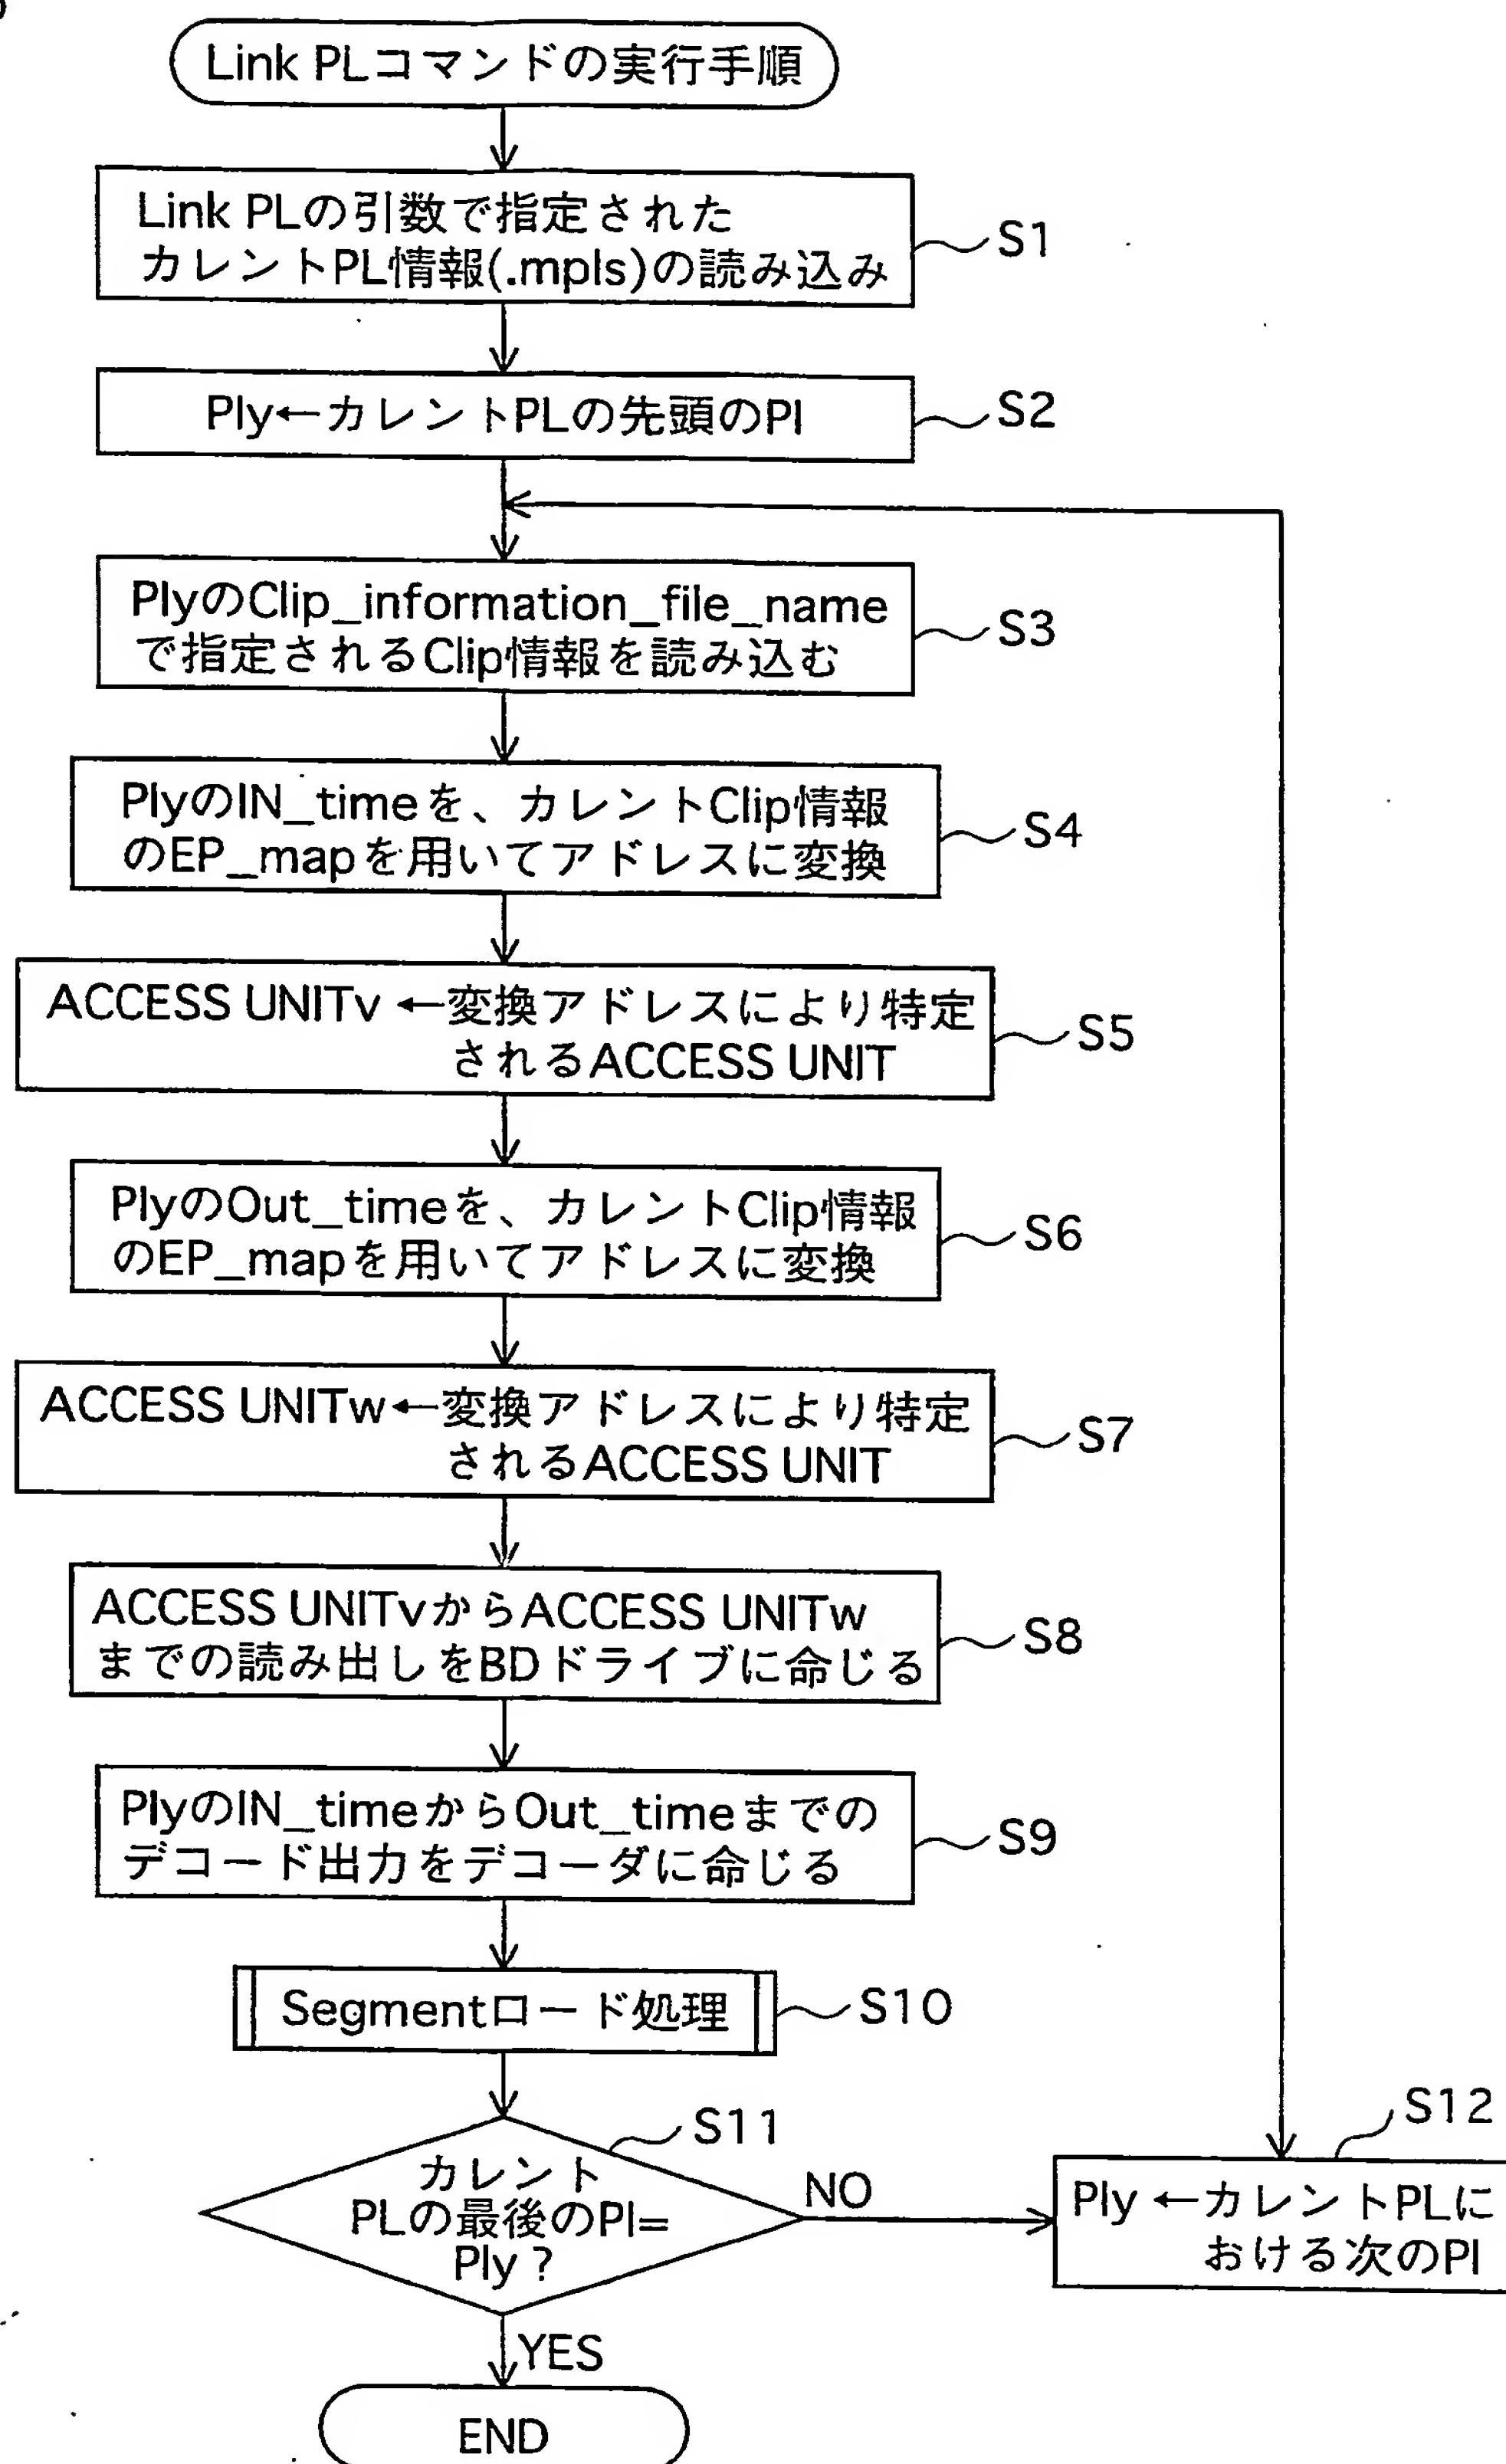 Link PLコマンドの実行手順
Link PLの引数で指定された
カレントPL情報(.mpls)の読み込み
S1
PIy←カレントPLの先頭のPI
S2
PIyのClip_information_file_name
で指定されるClip情報を読み込む
S3
PIyのIN_timeを、カレントClip情報
のEP_mapを用いてアドレスに変換
S4
ACCESS UNITv ←変換アドレスにより特定
されるACCESS UNIT
S5
PIyのOut_timeを、カレントClip情報
のEP_mapを用いてアドレスに変換
S6
ACCESS UNITw←変換アドレスにより特定
されるACCESS UNIT
S7
ACCESS UNITvからACCESS UNITw
までの読み出しをBDドライブに命じる
S8
PIyのIN_timeからOut_timeまでの
デコード出力をデコーダに命じる
S9
Segmentロード処理
S10
S11
カレント
PLの最後のPI=
PIy？
NO
S12
PIy ←カレントPLに
おける次のPI
YES
END